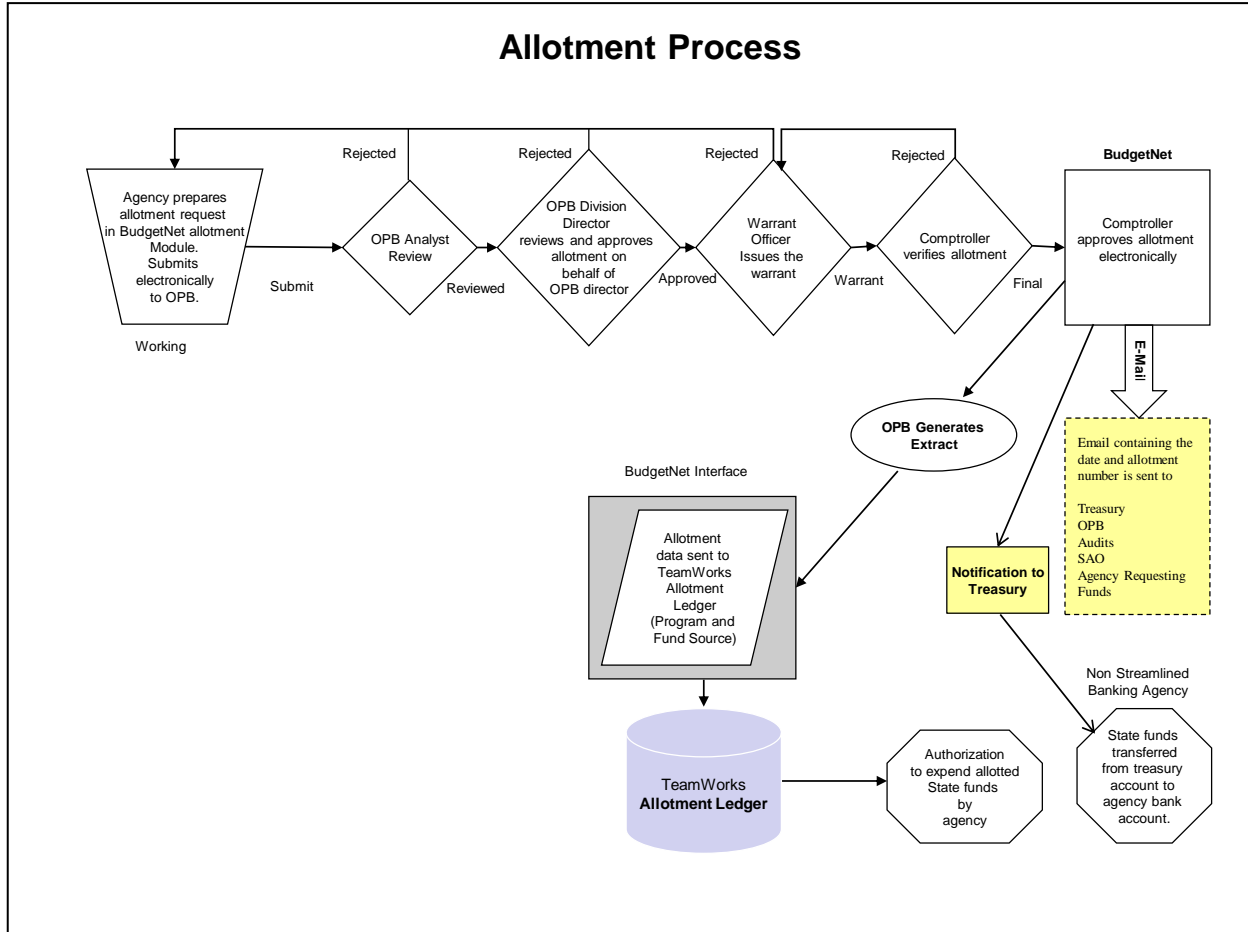 Allotment Process
Rejected
Rejected
Rejected
Rejected
BudgetNet
Agency prepares
allotment request
in BudgetNet allotment
Module.
Submits
electronically
to OPB.
Working
Submit
OPB Analyst
Review
Reviewed
OPB Division
Director
reviews and approves
allotment on
behalf of
OPB director
Approved
Warrant
Officer
Issues the
warrant
Warrant
Comptroller
verifies allotment
Final
Comptroller
approves allotment
electronically
E-Mail
OPB Generates
Extract
Email containing the
date and allotment
number is sent to
Treasury
OPB
Audits
SAO
Agency Requesting
Funds
BudgetNet Interface
Allotment
data sent to
TeamWorks
Allotment
Ledger
(Program and
Fund Source)
Notification to
Treasury
Non Streamlined
Banking Agency
TeamWorks
Allotment Ledger
Authorization
to expend allotted
State funds
by
agency
State funds
transferred
from treasury
account to
agency bank
account.